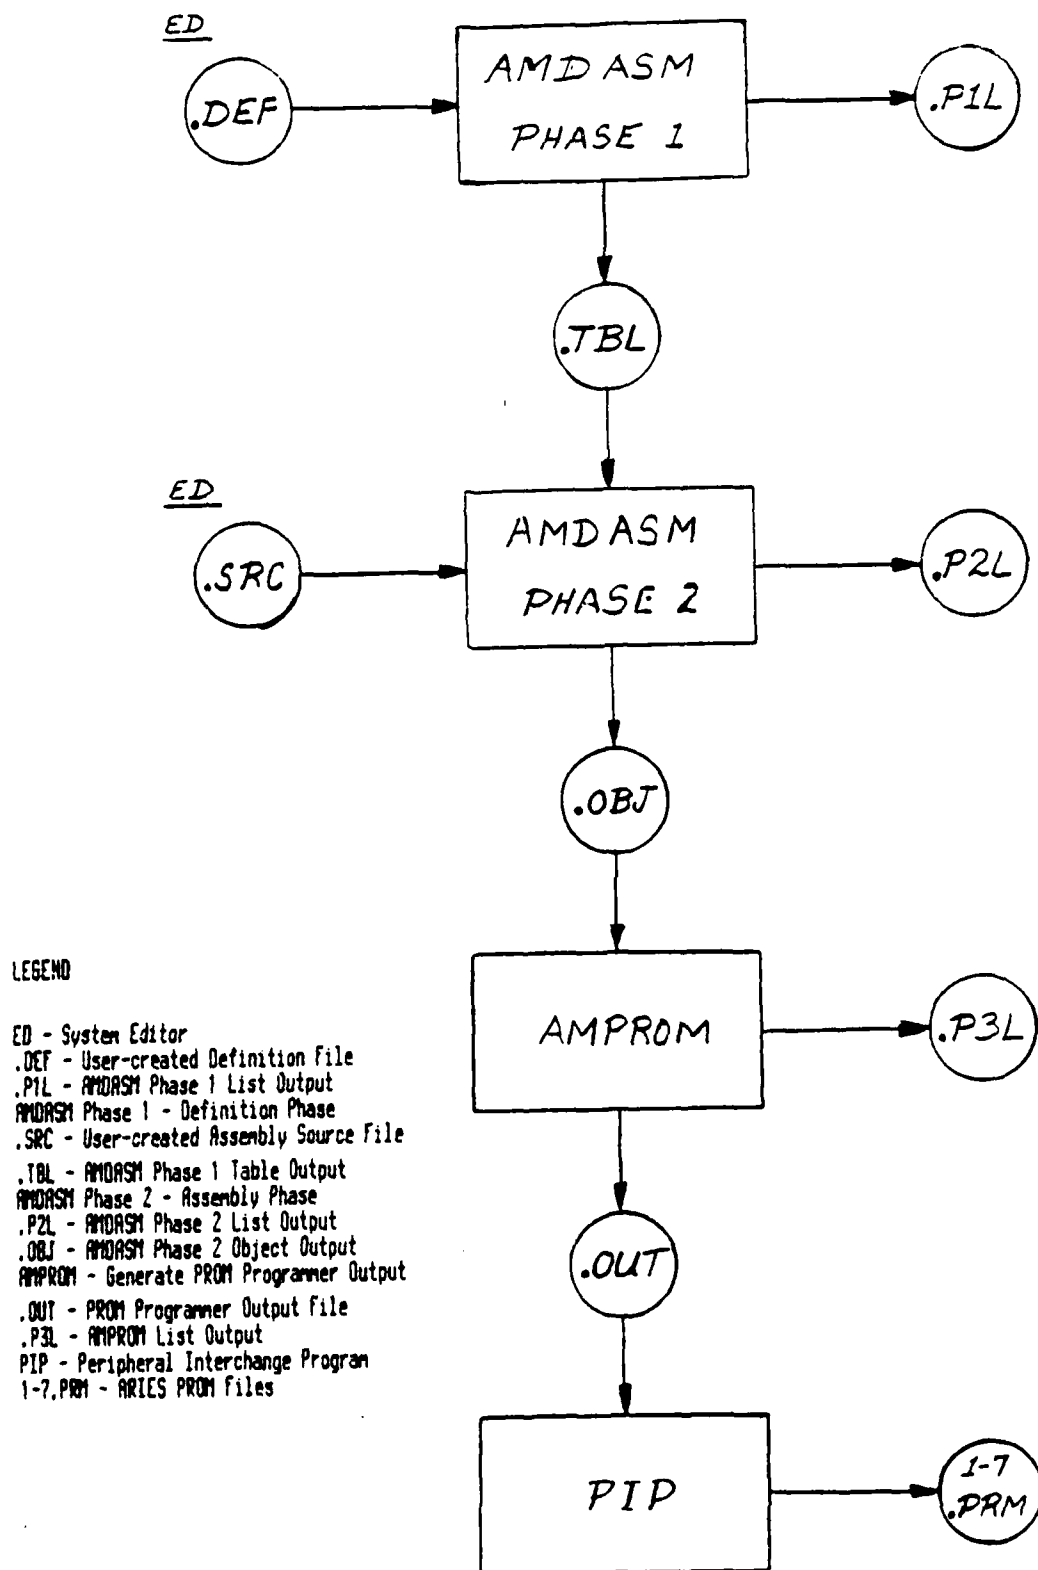 ED
.DEF
AMDASM
PHASE 1
.P1L
.TBL
ED
.SRC
AMDASM
PHASE 2
.P2L
.OBJ
AMPROM
.P3L
.OUT
PIP
1-7
.PRM
LEGEND
ED - System Editor
.DEF - User-created Definition File
.P1L - AMDASM Phase 1 List Output
AMDASM Phase 1 - Definition Phase
.SRC - User-created Assembly Source File
.TBL - AMDASM Phase 1 Table Output
AMDASM Phase 2 - Assembly Phase
.P2L - AMDASM Phase 2 List Output
.OBJ - AMDASM Phase 2 Object Output
AMPROM - Generate PROM Programmer Output
.OUT - PROM Programmer Output File
.P3L - AMPROM List Output
PIP - Peripheral Interchange Program
1-7.PRM - ARIES PROM Files